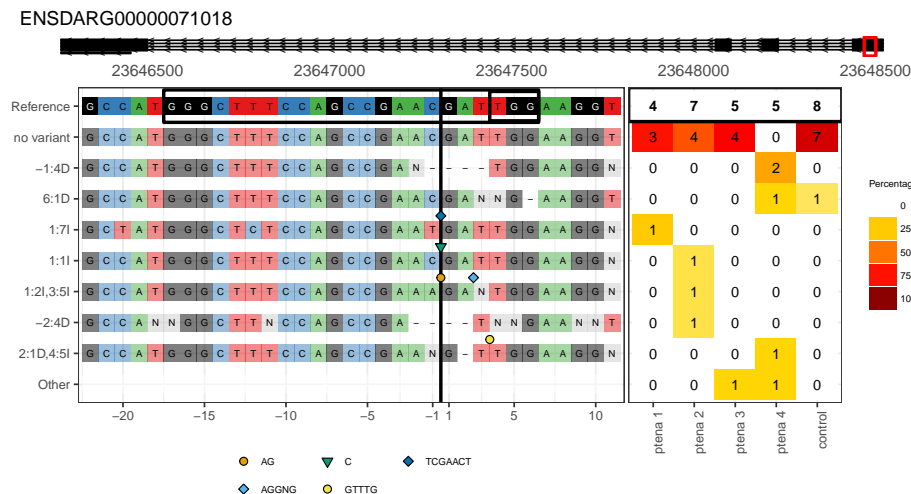 ENSDARG00000071018
23646500 23647000 23647500 23648000 23648500
Reference G C C A T G G G C T T T C C A G C C G A A C G A T T G G A A G G T 4 7 5 5 8
no variant G C C A T G G G C T T T C C A G C C G A A C G A T T G G A A G G T 3 4 4 0 7
−1:4D G C C A T G G G C T T T C C A G C C G A N − − − − T G G A A G G N 0 0 0 2 0
6:1D G C C A T G G G C T T T C C A G C C G A A C G A N N G − A A G G T 0 0 0 1 1
1:7I G C T A T G G G C T C T C C A G C C G A A T G A T T G G A A G G N 1 0 0 0 0
1:1I G C C A T G G G C T T T C C A G C C G A A C G A T T G G A A G G N 0 1 0 0 0
1:2I,3:5I G C C A T G G G C T T T C C A G C C G A A A G A N T G G A A G G N 0 1 0 0 0
−2:4D G C C A N N G G C T T N C C A G C C G A − − − − T N N G A A N N T 0 1 0 0 0
2:1D,4:5I G C C A T G G G C T T T C C A G C C G A A N G − T T G G A A G G N 0 0 0 1 0
Other 0 0 1 1 0
−20 −15 −10 −5 −1 1 5 10
ptena 1 ptena 2 ptena 3 ptena 4 control
AG C TCGAACT
AGGNG GTTTG
Percentag
0
25
50
75
10